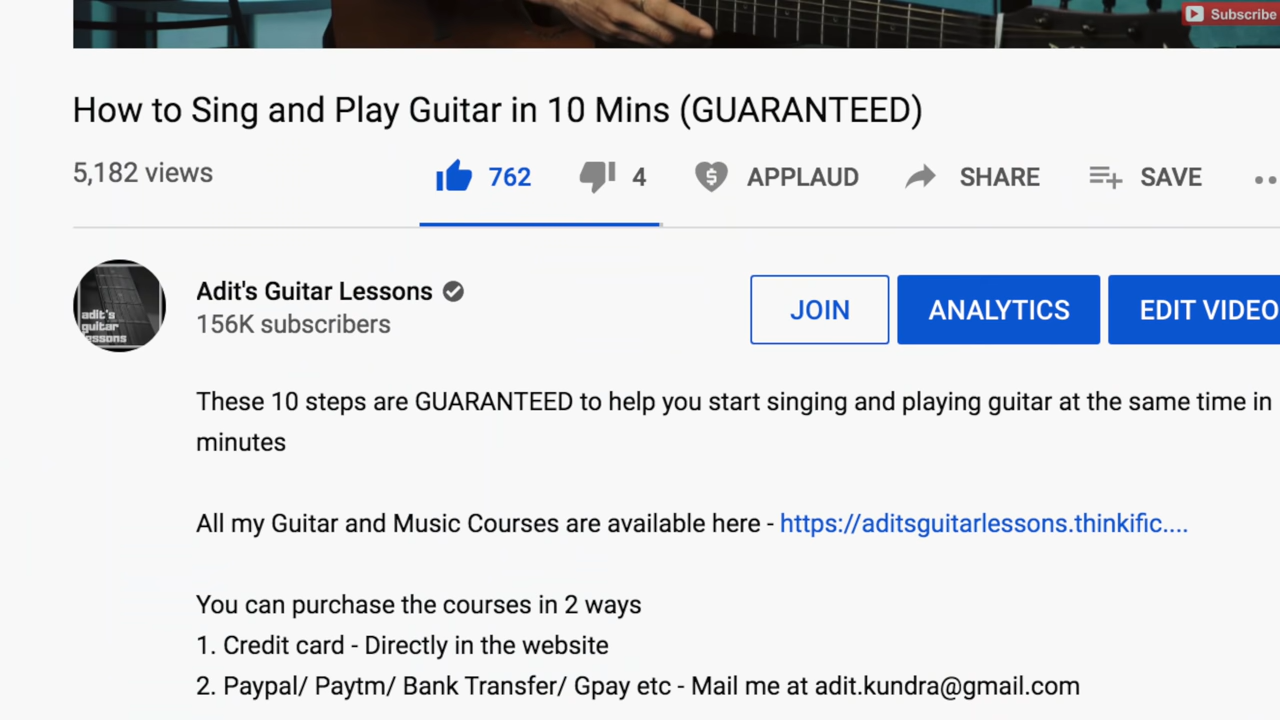 Subscribe
How to Sing and Play Guitar in 10 Mins (GUARANTEED)
5,182 views
762
4
APPLAUD
SHARE
SAVE
adit's
guitar
lessons
Adit's Guitar Lessons
156K subscribers
JOIN
ANALYTICS
EDIT VIDEO
These 10 steps are GUARANTEED to help you start singing and playing guitar at the same time in
minutes
All my Guitar and Music Courses are available here - https://aditsguitarlessons.thinkific....
You can purchase the courses in 2 ways
1. Credit card - Directly in the website
2. Paypal/ Paytm/ Bank Transfer/ Gpay etc - Mail me at adit.kundra@gmail.com